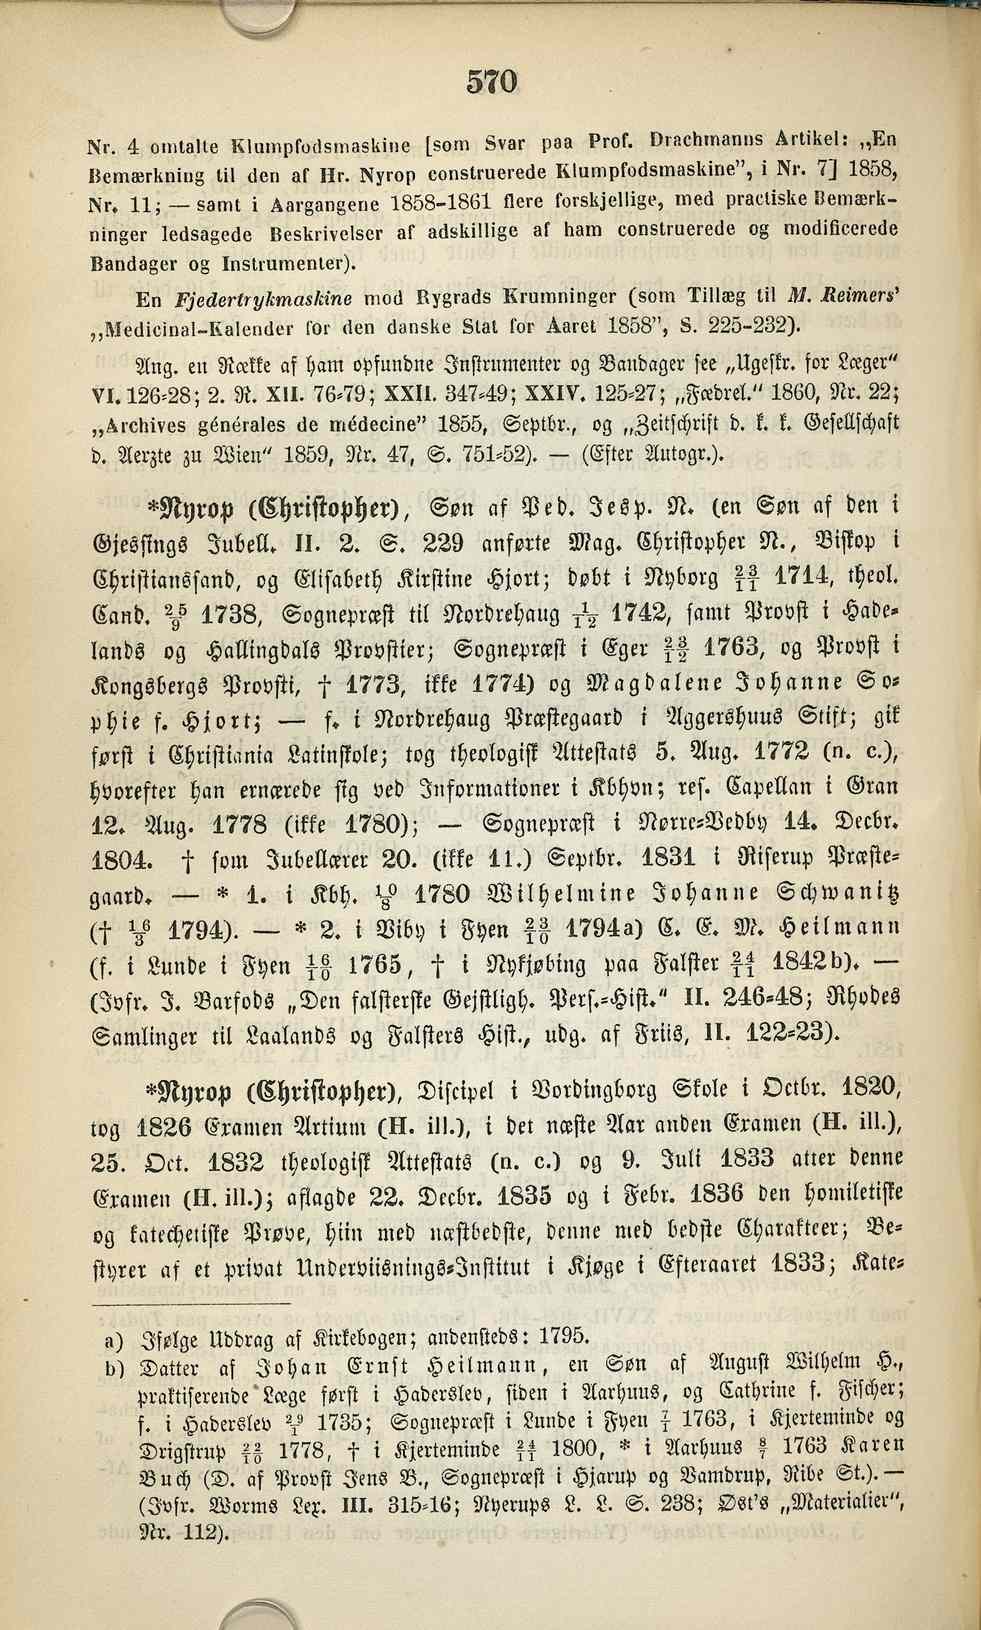 570
Nr. 4 omtalte Klumpfodsmaskine [som Svar paa Prof. Drachmanns Artikel: „En
Bemærkning til den af Hr. Nyrop construerede Klumpfodsmaskine”, i Nr. 7] 1858,
Nr. 11; — samt i Aargangene 1858-1861 flere forskjellige, med practiske Bemærk-
ninger ledsagede Beskrivelser af adskillige af ham construerede og modificerede
Bandager og Instrumenter).
En Fjedertrykmaskine mod Rygrads Krumninger (som Tillæg til M. Reimers’
„Medicinal-Kalender for den danske Stat for Aaret 1858”, S. 225-232).
Ang. en Række af ham opfundne Instrumenter og Bandager see „Ugeskr. for Læger“
VI. 126-28; 2. R. XII. 76-79; XXII. 347-49; XXIV. 125-27; „Fædrel.“ 1860, Nr. 22;
„Archives générales de médecine” 1855, Septbr., og „Zeitschrift d. k. k. Gesellschaft
d. Aerzte zu Wien“ 1859, Nr. 47, S. 751-52). — (Efter Autogr.).
*Nyrop (Christopher), Søn af Ped. Jesp. N. (en Søn af den i
Gjessings Jubell. II. 2. S. 229 anførte Mag. Christopher N., Biskop i
Christianssand, og Elisabeth Kirstine Hjort; døbt i Nyborg 23/11 1714, theol.
Cand. 25/9 1738, Sognepræst til Nordrehaug 1/12 1742, samt Provst i Hade-
lands og Hallingdals Provstier; Sognepræst i Eger 23/12 1763, og Provst i
Kongsbergs Provsti, † 1773, ikke 1774) og Magdalene Johanne So-
phie f. Hjort; — f. i Nordrehaug Præstegaard i Aggershuus Stift; gik
først i Christiania Latinskole; tog theologisk Attestats 5. Aug. 1772 (n. c.),
hvorefter han ernærede sig ved Informationer i Kbhvn; res. Capellan i Gran
12. Aug. 1778 (ikke 1780); — Sognepræst i Nørre-Vedby 14. Decbr.
1804. † som Jubellærer 20. (ikke 11.) Septbr. 1831 i Riserup Præste-
gaard. — * 1. i Kbh. 10/8 1780 Wilhelmine Johanne Schwanitz
(† 16/3 1794). — * 2. i Viby i Fyen 23/10 1794a) C. E. M. Heilmann
(f. i Lunde i Fyen 16/10 1765, † i Nykjøbing paa Falster 24/11 1842b). —
(Jvfr. J. Barfods „Den falsterske Gejstligh. Pers.-Hist.“ II. 246-48; Rhodes
Samlinger til Laalands og Falsters Hist., udg. af Friis, II. 122-23).
*Nyrop (Christopher), Discipel i Vordingborg Skole i Octbr. 1820,
tog 1826 Examen Artium (H. ill.), i det næste Aar anden Examen (H. ill.),
25. Oct. 1832 theologisk Attestats (n. c.) og 9. Juli 1833 atter denne
Examen (H. ill.); aflagde 22. Decbr. 1835 og i Febr. 1836 den homiletiske
og katechetiske Prøve, hiin med næstbedste, denne med bedste Charakteer; Be-
styrer af et privat Underviisnings-Institut i Kjøge i Efteraaret 1833; Kate-
a) Ifølge Uddrag af Kirkebogen; andensteds: 1795.
b) Datter af Johan Ernst Heilmann, en Søn af August Wilhelm H.,
praktiserende Læge først i Haderslev, siden i Aarhuus, og Cathrine f. Fischer;
f. i Haderslev 29/1 1735; Sognepræst i Lunde i Fyen 7/1 1763, i Kjerteminde og
Drigstrup 22/10 1778, † i Kjerteminde 24/11 1800, * i Aarhuus 8/7 1763 Karen
Buch (D. af Provst Jens B., Sognepræst i Hjarup og Vamdrup, Ribe St.). —
(Jvfr. Worms Lex. III. 315-16; Nyerups L. L. S. 238; Øst’s „Materialier“,
Nr. 112).